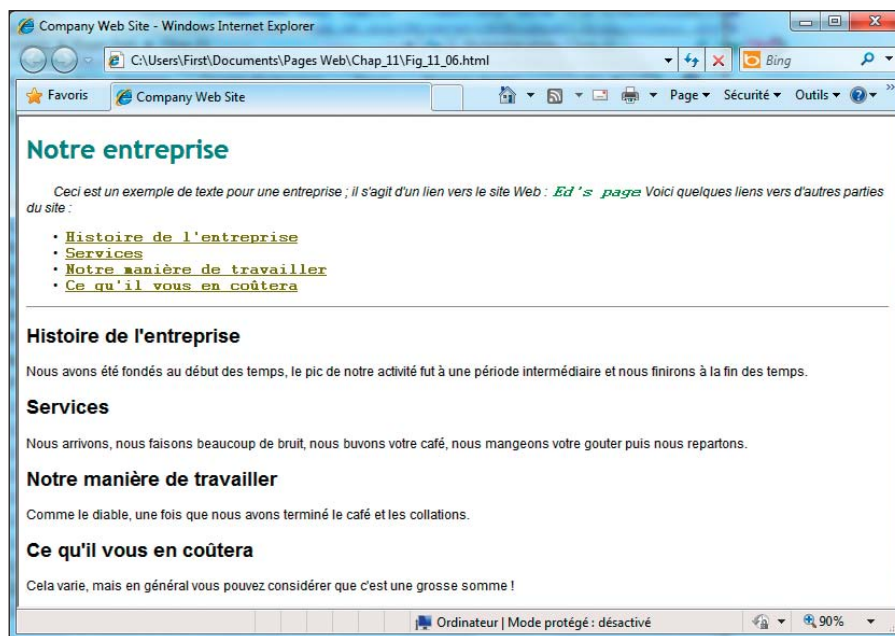 Company Web Site - Windows Internet Explorer
C:\Users\First\Documents\Pages Web\Chap_11\Fig_11_06.html
Bing
Favoris
Company Web Site
Page
Sécurité
Outils
Notre entreprise
Ceci est un exemple de texte pour une entreprise ; il s'agit d'un lien vers le site Web : Ed's page Voici quelques liens vers d'autres parties
du site :
• Histoire de l'entreprise
• Services
• Notre manière de travailler
• Ce qu'il vous en coûtera
Histoire de l'entreprise
Nous avons été fondés au début des temps, le pic de notre activité fut à une période intermédiaire et nous finirons à la fin des temps.
Services
Nous arrivons, nous faisons beaucoup de bruit, nous buvons votre café, nous mangeons votre gouter puis nous repartons.
Notre manière de travailler
Comme le diable, une fois que nous avons terminé le café et les collations.
Ce qu'il vous en coûtera
Cela varie, mais en général vous pouvez considérer que c'est une grosse somme !
Ordinateur | Mode protégé : désactivé
90%